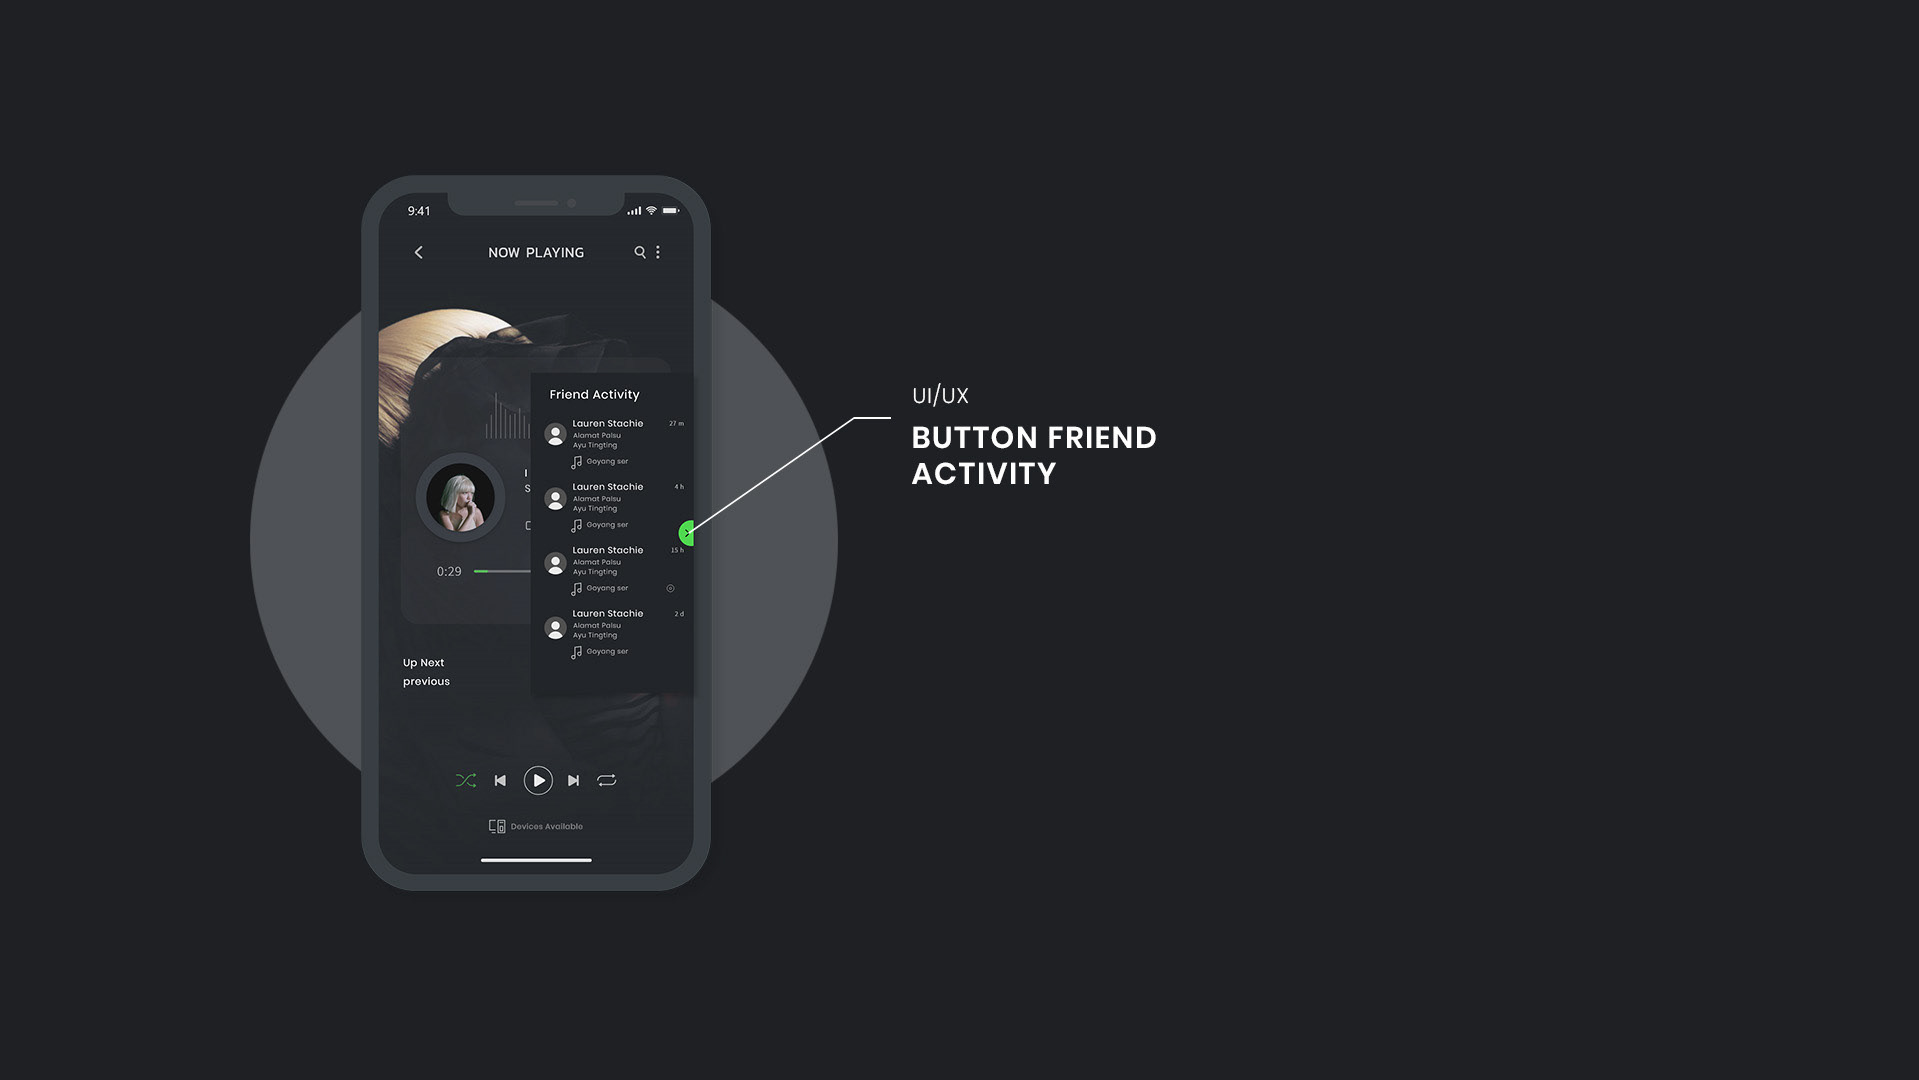 9:41
NOW PLAYING
Friend Activity
Lauren Stachie 27 m
Alamat Palsu
Ayu Tingting
Goyang ser
I
S
Lauren Stachie 4 h
Alamat Palsu
Ayu Tingting
Goyang ser
Lauren Stachie 15 h
Alamat Palsu
Ayu Tingting
Goyang ser
0:29
Lauren Stachie 2 d
Alamat Palsu
Ayu Tingting
Goyang ser
Up Next
previous
Devices Available
UI/UX
BUTTON FRIEND
ACTIVITY